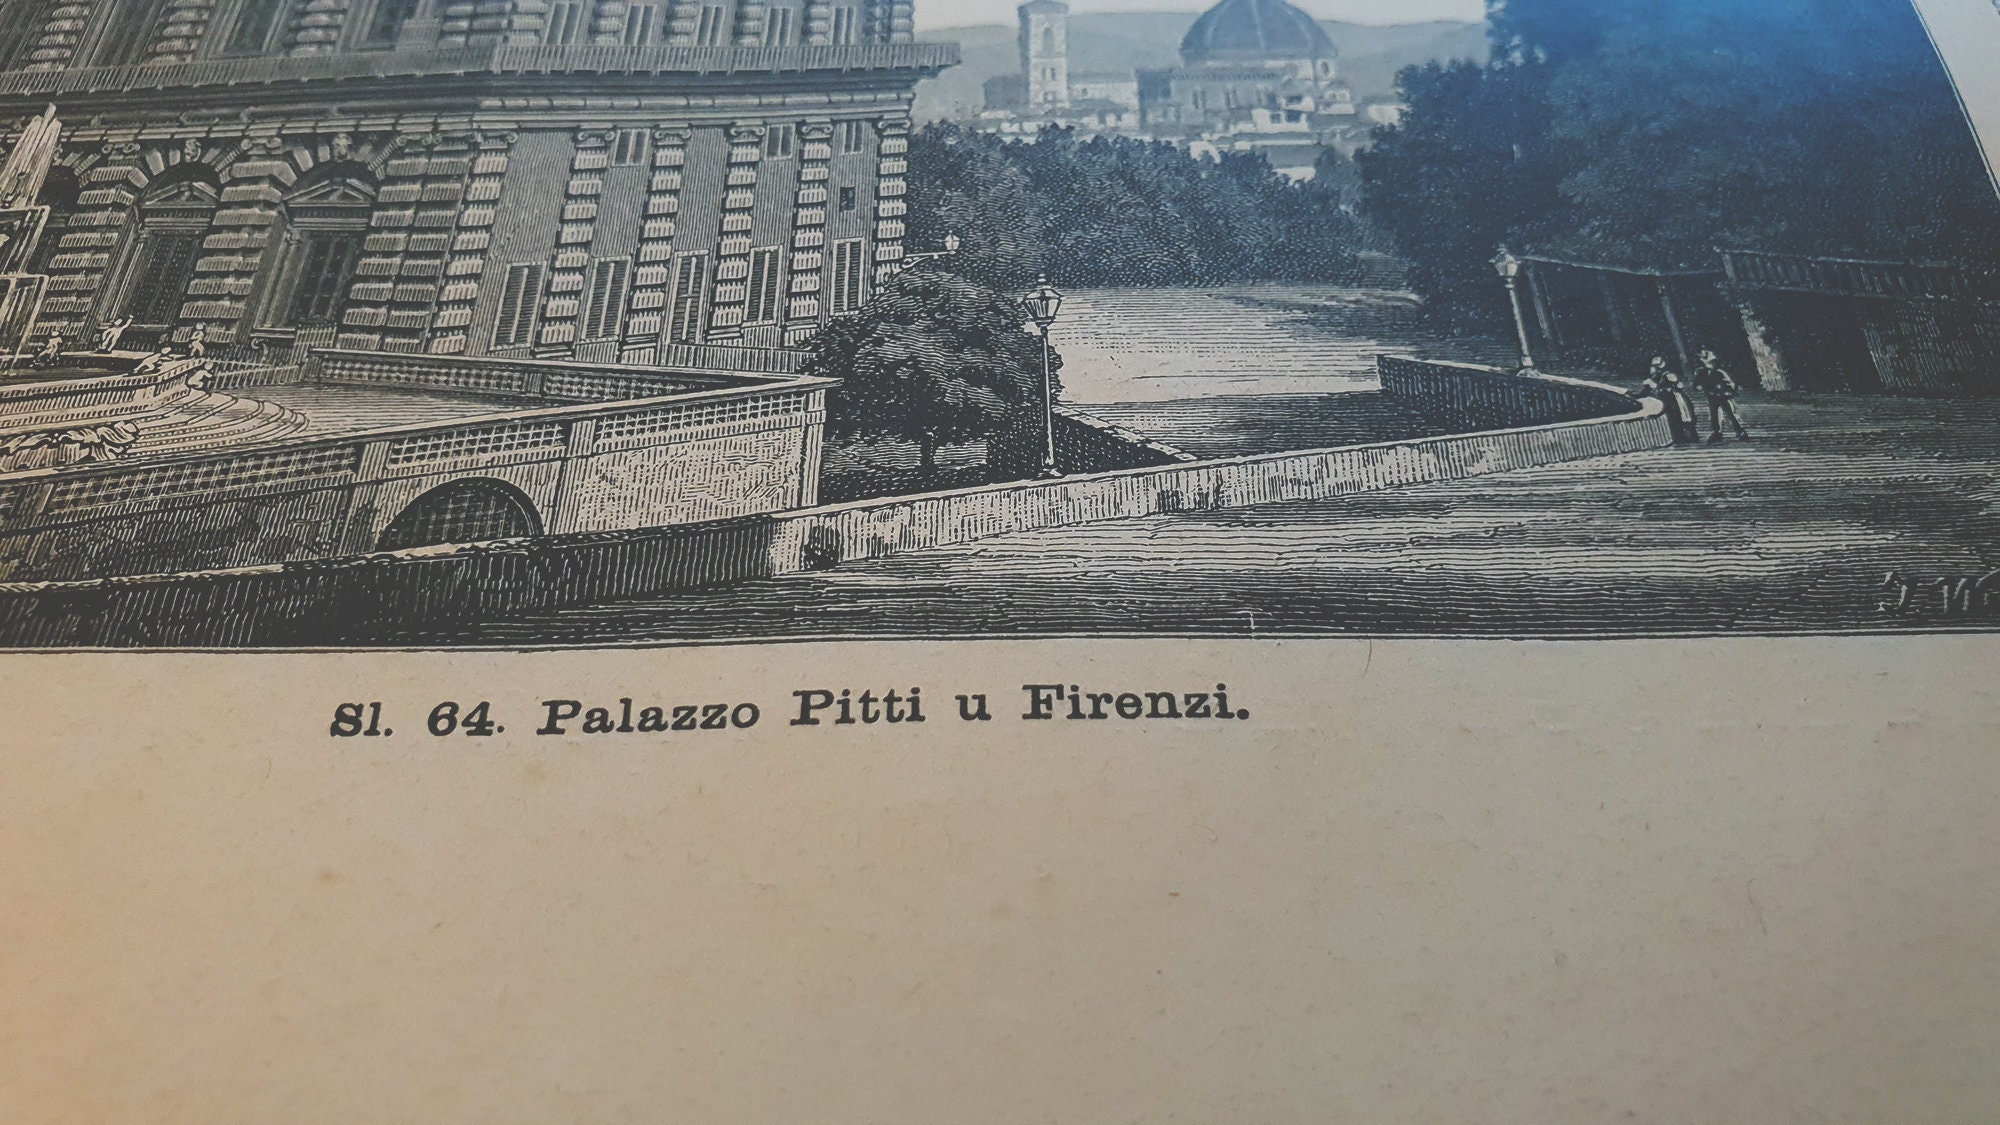 Sl. 64. Palazzo Pitti u Firenzi.